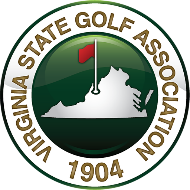 VIRGINIA STATE GOLF ASSOCIATION
1904